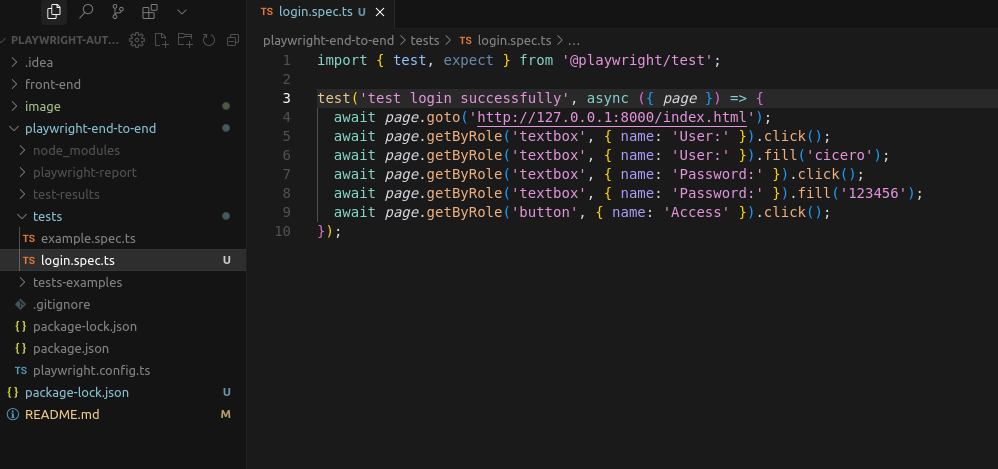 TS login.spec.ts U ×
PLAYWRIGHT-AUT...
.idea
front-end
image
playwright-end-to-end
node_modules
playwright-report
test-results
tests
TS example.spec.ts
TS login.spec.ts U
tests-examples
.gitignore
{ } package-lock.json
{ } package.json
TS playwright.config.ts
{ } package-lock.json U
README.md M
playwright-end-to-end > tests > TS login.spec.ts > ...
1 import { test, expect } from '@playwright/test';
2
3 test('test login successfully', async ({ page }) => {
4 await page.goto('http://127.0.0.1:8000/index.html');
5 await page.getByRole('textbox', { name: 'User:' }).click();
6 await page.getByRole('textbox', { name: 'User:' }).fill('cicero');
7 await page.getByRole('textbox', { name: 'Password:' }).click();
8 await page.getByRole('textbox', { name: 'Password:' }).fill('123456');
9 await page.getByRole('button', { name: 'Access' }).click();
10 });